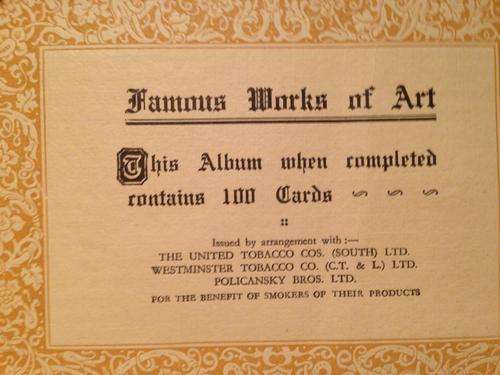 Famous Works of Art
This Album when completed
contains 100 Cards
Issued by arrangement with :—
THE UNITED TOBACCO COS. (SOUTH) LTD.
WESTMINSTER TOBACCO CO. (C.T. & L.) LTD.
POLICANSKY BROS. LTD.
FOR THE BENEFIT OF SMOKERS OF THEIR PRODUCTS